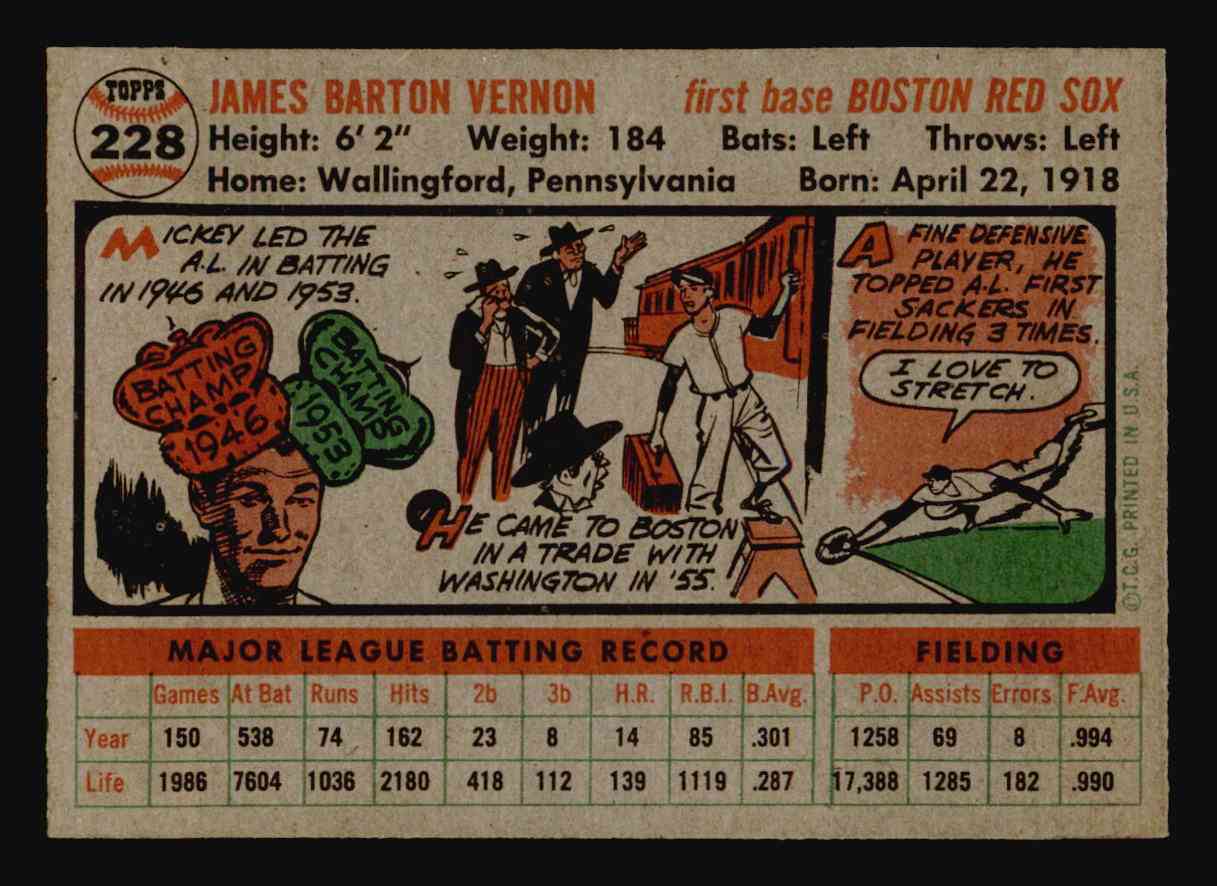 TOPPS
228
JAMES BARTON VERNON first base BOSTON RED SOX
Height: 6' 2" Weight: 184 Bats: Left Throws: Left
Home: Wallingford, Pennsylvania Born: April 22, 1918
MICKEY LED THE
A.L. IN BATTING
IN 1946 AND 1953.
BATTING
CHAMP
1946
BATTING
CHAMP
1953
HE CAME TO BOSTON
IN A TRADE WITH
WASHINGTON IN '55.
A FINE DEFENSIVE
PLAYER, HE
TOPPED A.L. FIRST
SACKERS IN
FIELDING 3 TIMES.
I LOVE TO
STRETCH.
©T.C.G. PRINTED IN U.S.A.
MAJOR LEAGUE BATTING RECORD FIELDING
Games At Bat Runs Hits 2b 3b H.R. R.B.I. B.Avg. P.O. Assists Errors F.Avg.
Year 150 538 74 162 23 8 14 85 .301 1258 69 8 .994
Life 1986 7604 1036 2180 418 112 139 1119 .287 17,388 1285 182 .990